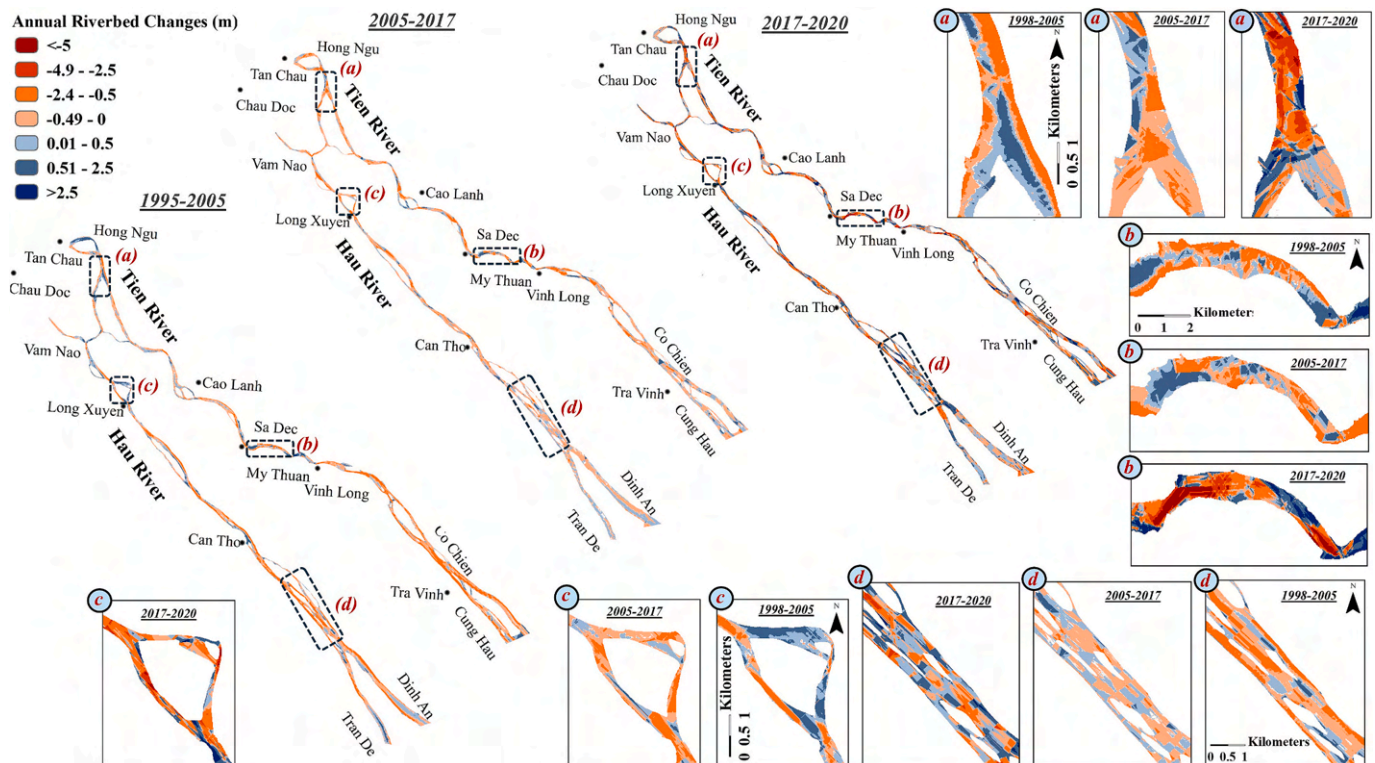 Annual Riverbed Changes (m)
<-5
-4.9 - -2.5
-2.4 - -0.5
-0.49 - 0
0.01 - 0.5
0.51 - 2.5
>2.5
1995-2005
Hong Ngu
(a)
Tan Chau
Chau Doc
Tien River
Vam Nao
(c)
Cao Lanh
Long Xuyen
Sa Dec
(b)
Hau River
My Thuan
Vinh Long
Can Tho
Co Chien
(d)
Tra Vinh
Cung Hau
Dinh An
Tran De
2005-2017
Hong Ngu
(a)
Tan Chau
Chau Doc
Tien River
Vam Nao
(c)
Cao Lanh
Long Xuyen
Sa Dec
(b)
Hau River
My Thuan
Vinh Long
Can Tho
Co Chien
(d)
Tra Vinh
Cung Hau
Dinh An
Tran De
2017-2020
Hong Ngu
(a)
Tan Chau
Chau Doc
Tien River
Vam Nao
(c)
Cao Lanh
Long Xuyen
Sa Dec
(b)
Hau River
My Thuan
Vinh Long
Can Tho
Co Chien
(d)
Tra Vinh
Cung Hau
Dinh An
Tran De
a
1998-2005
N
Kilometers
0 0.5 1
a
2005-2017
a
2017-2020
b
1998-2005
N
Kilometer
0 1 2
b
2005-2017
b
2017-2020
c
2017-2020
c
2005-2017
c
1998-2005
N
Kilometers
0 0.5 1
d
2017-2020
d
2005-2017
d
1998-2005
N
Kilometers
0 0.5 1